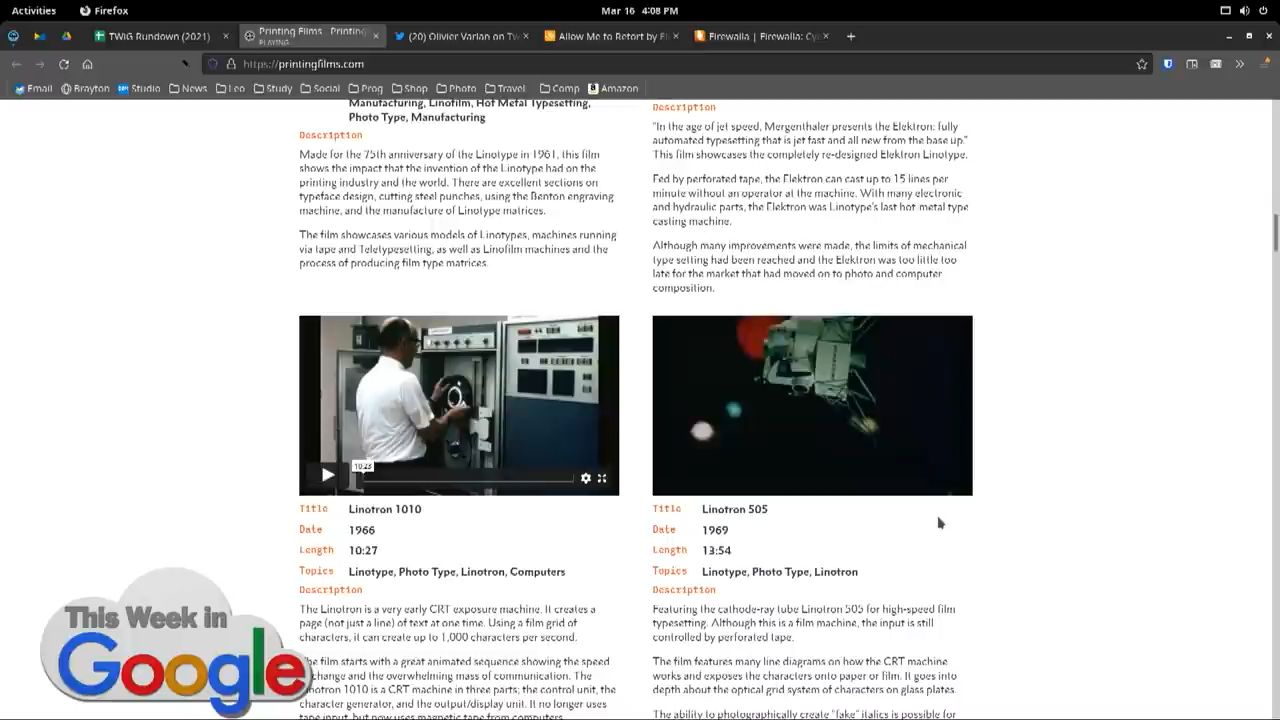 Activities
Firefox
Mar 16 4:08 PM
TWiG Rundown (2021)
Printing Films - Printing
PLAYING
(20) Olivier Varlan on Tw
Allow Me to Retort by El
Firewalla | Firewalla: Cy
https://printingfilms.com
Email
Brayton
Studio
News
Leo
Study
Social
Prog
Shop
Photo
Travel
Comp
Amazon
Manufacturing, Linofilm, Hot Metal Typesetting,
Photo Type, Manufacturing
Description
Made for the 75th anniversary of the Linotype in 1961, this film
shows the impact that the invention of the Linotype had on the
printing industry and the world. There are excellent sections on
typeface design, cutting steel punches, using the Benton engraving
machine, and the manufacture of Linotype matrices.
The film showcases various models of Linotypes, machines running
via tape and Teletypesetting, as well as Linofilm machines and the
process of producing film type matrices.
Description
"In the age of jet speed, Mergenthaler presents the Elektron: fully
automated typesetting that is jet fast and all new from the base up."
This film showcases the completely re-designed Elektron Linotype.
Fed by perforated tape, the Elektron can cast up to 15 lines per
minute without an operator at the machine. With many electronic
and hydraulic parts, the Elektron was Linotype's last hot-metal type
casting machine.
Although many improvements were made, the limits of mechanical
type setting had been reached and the Elektron was too little too
late for the market that had moved on to photo and computer
composition.
10:23
Title Linotron 1010
Date 1966
Length 10:27
Topics Linotype, Photo Type, Linotron, Computers
Description
The Linotron is a very early CRT exposure machine. It creates a
page (not just a line) of text at one time. Using a film grid of
characters, it can create up to 1,000 characters per second.
he film starts with a great animated sequence showing the speed
change and the overwhelming mass of communication. The
notron 1010 is a CRT machine in three parts; the control unit, the
character generator, and the output/display unit. It no longer uses
tape input, but now uses magnetic tape from computers
Title Linotron 505
Date 1969
Length 13:54
Topics Linotype, Photo Type, Linotron
Description
Featuring the cathode-ray tube Linotron 505 for high-speed film
typesetting. Although this is a film machine, the input is still
controlled by perforated tape.
The film features many line diagrams on how the CRT machine
works and exposes the characters onto paper or film. It goes into
depth about the optical grid system of characters on glass plates.
The ability to photographically create "fake" italics is possible for
This Week in
Google